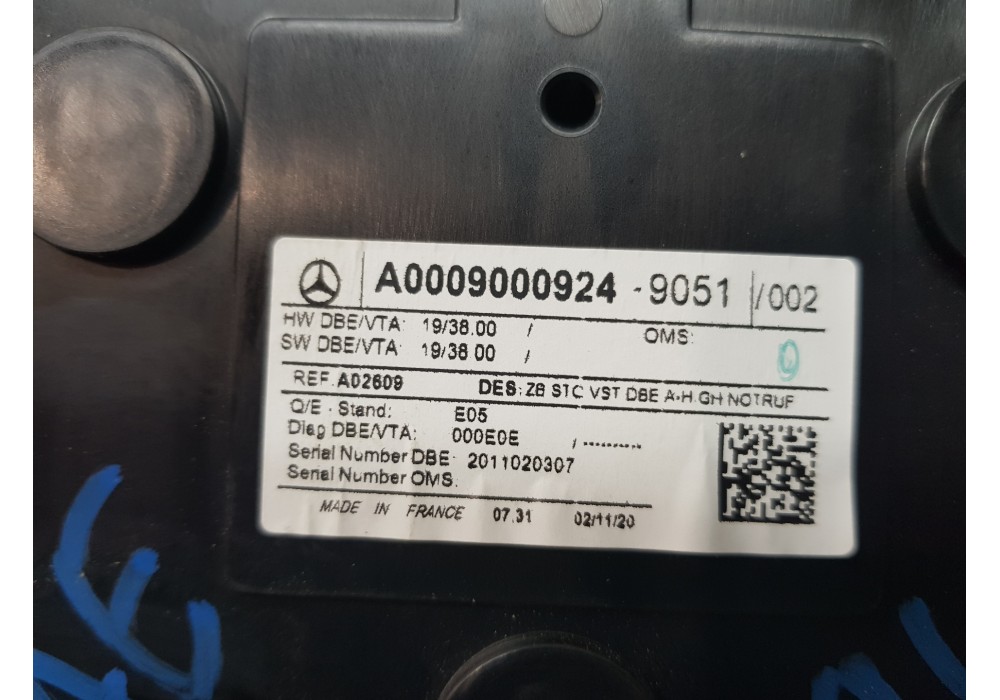 A0009000924 - 9051 /002
HW DBE/VTA: 19/38.00 / OMS:
SW DBE/VTA: 19/38.00 /
REF. A02609 DES: ZB STC VST DBE A-H GH NOTRUF
Q/E - Stand: E05
Diag DBE/VTA: 000E0E / ..........
Serial Number DBE: 2011020307
Serial Number OMS:
MADE IN FRANCE 07.31 02/11/20